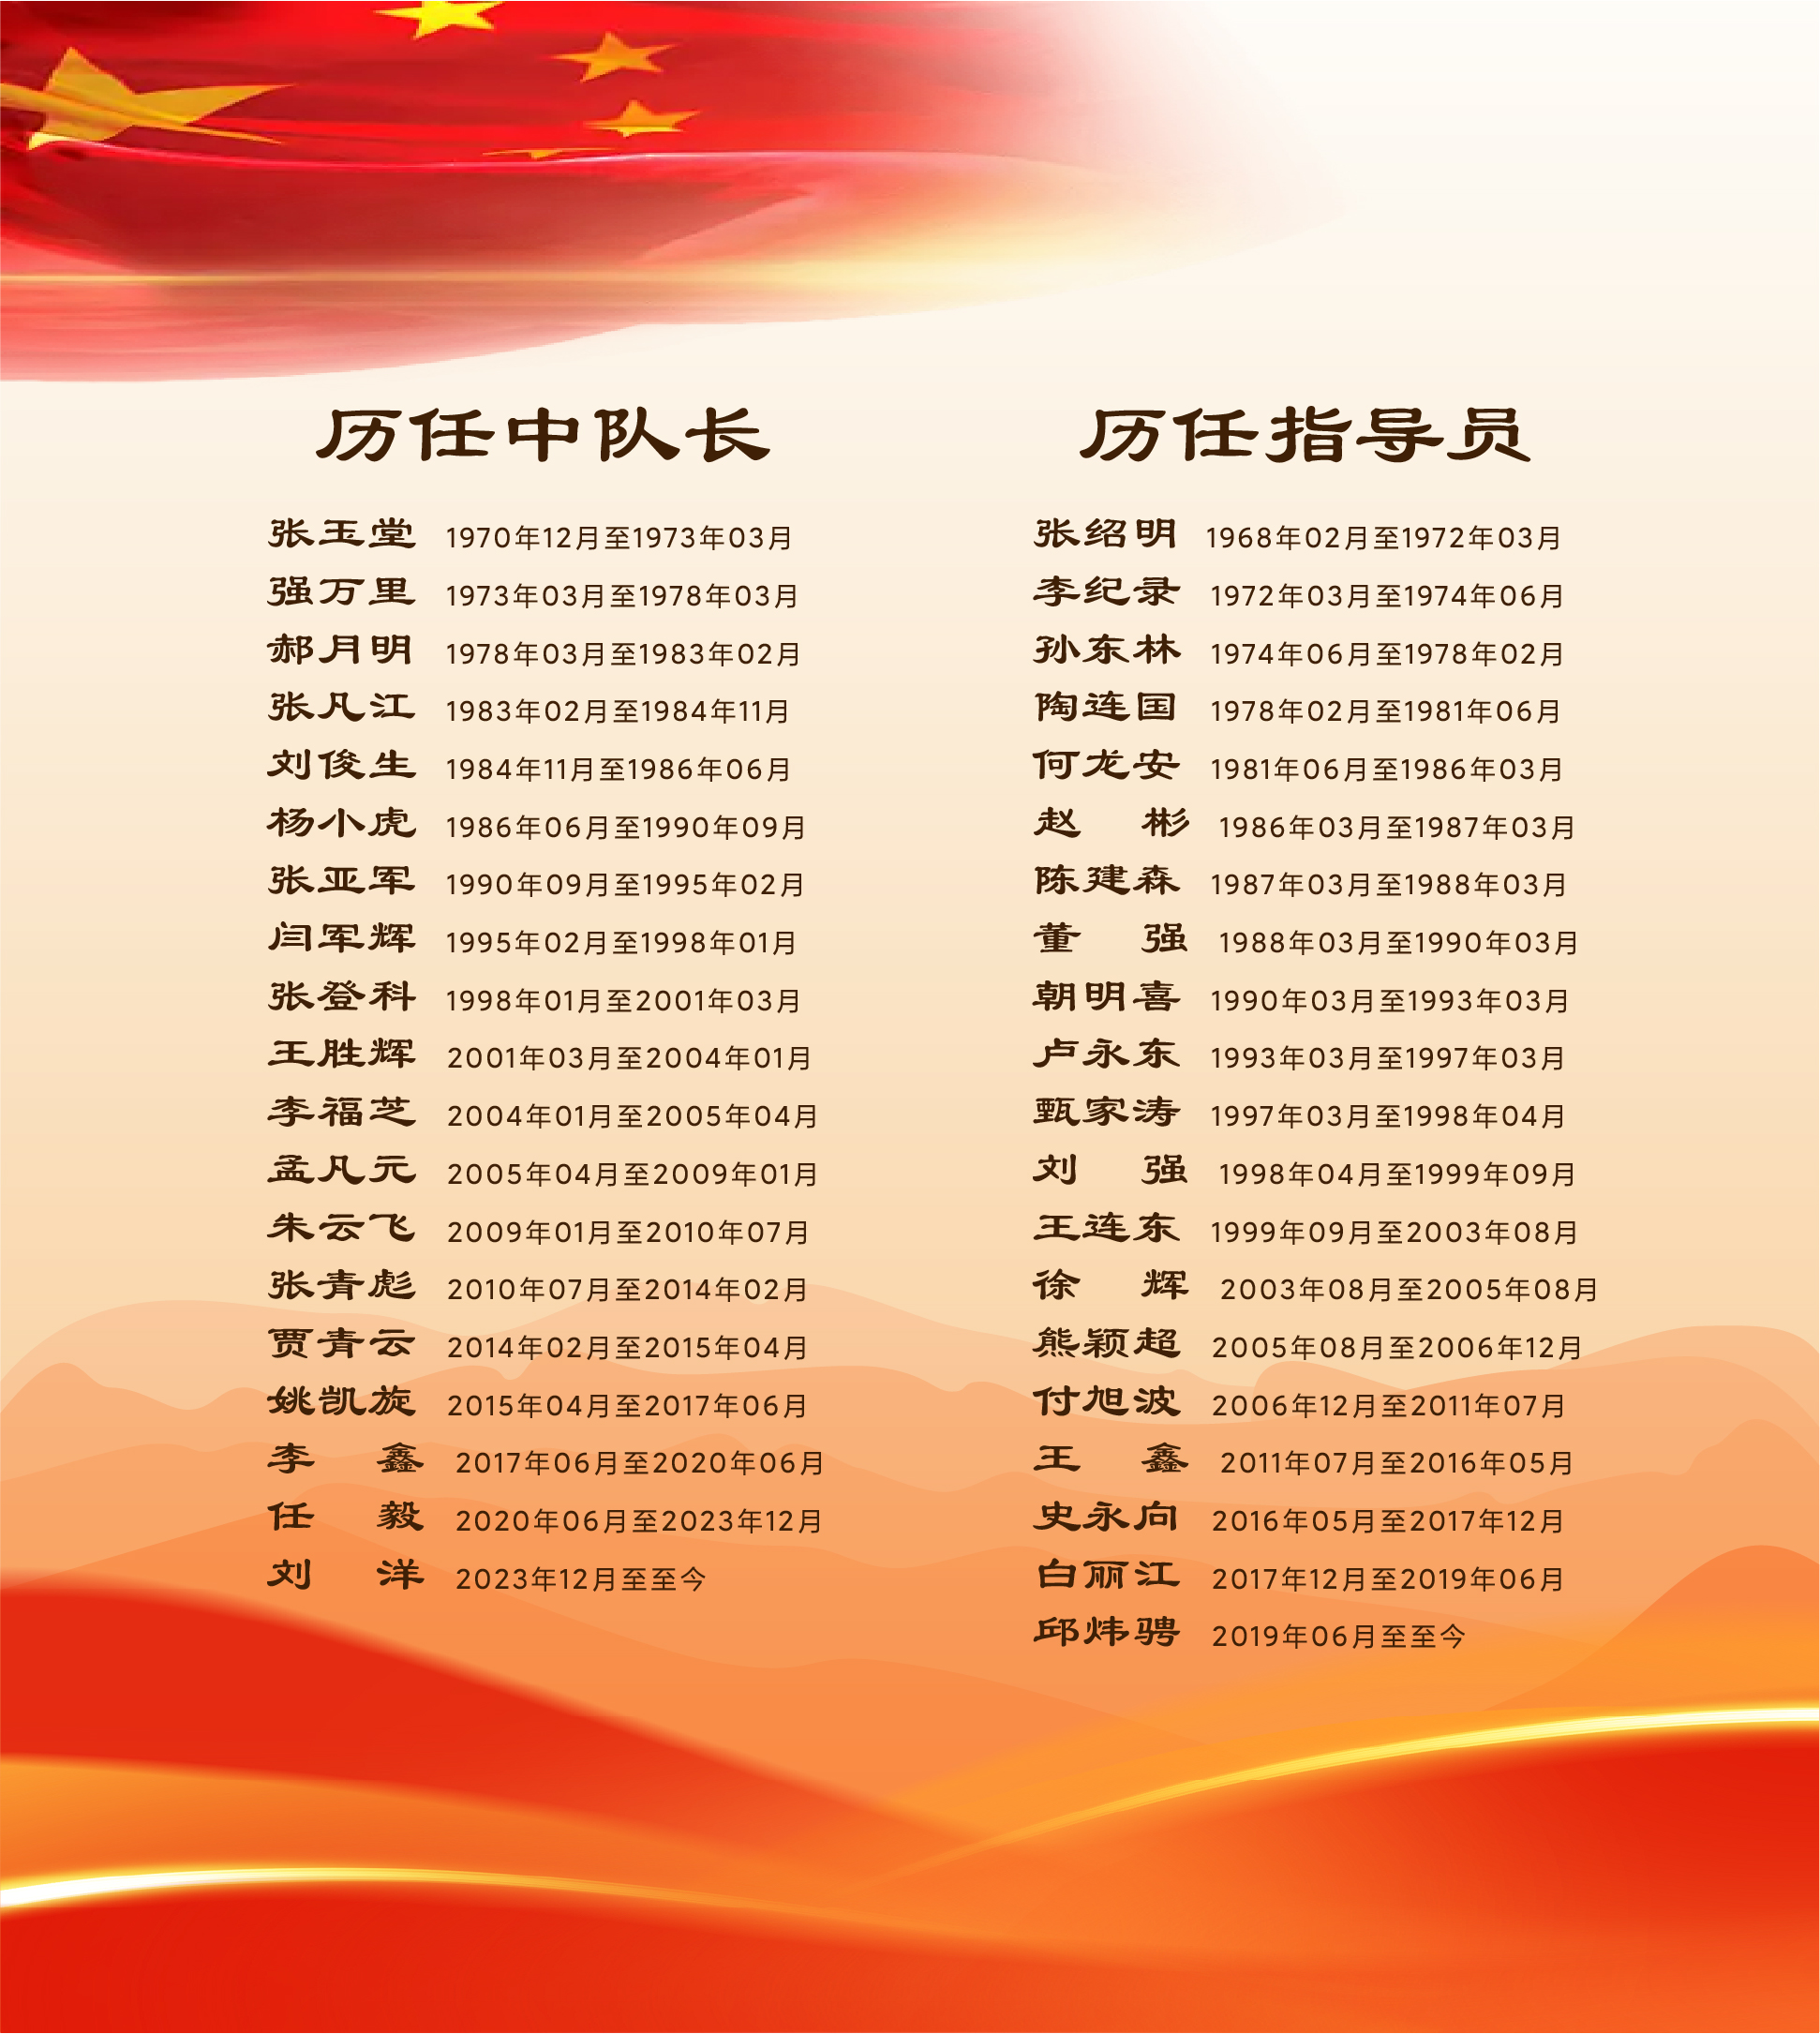 历任中队长
张玉堂 1970年12月至1973年03月
强万里 1973年03月至1978年03月
郝月明 1978年03月至1983年02月
张凡江 1983年02月至1984年11月
刘俊生 1984年11月至1986年06月
杨小虎 1986年06月至1990年09月
张亚军 1990年09月至1995年02月
闫军辉 1995年02月至1998年01月
张登科 1998年01月至2001年03月
王胜辉 2001年03月至2004年01月
李福芝 2004年01月至2005年04月
孟凡元 2005年04月至2009年01月
朱云飞 2009年01月至2010年07月
张青彪 2010年07月至2014年02月
贾青云 2014年02月至2015年04月
姚凯旋 2015年04月至2017年06月
李 鑫 2017年06月至2020年06月
任 毅 2020年06月至2023年12月
刘 洋 2023年12月至至今
历任指导员
张绍明 1968年02月至1972年03月
李纪录 1972年03月至1974年06月
孙东林 1974年06月至1978年02月
陶连国 1978年02月至1981年06月
何龙安 1981年06月至1986年03月
赵 彬 1986年03月至1987年03月
陈建森 1987年03月至1988年03月
董 强 1988年03月至1990年03月
朝明喜 1990年03月至1993年03月
卢永东 1993年03月至1997年03月
甄家涛 1997年03月至1998年04月
刘 强 1998年04月至1999年09月
王连东 1999年09月至2003年08月
徐 辉 2003年08月至2005年08月
熊颖超 2005年08月至2006年12月
付旭波 2006年12月至2011年07月
王 鑫 2011年07月至2016年05月
史永向 2016年05月至2017年12月
白丽江 2017年12月至2019年06月
邱炜骋 2019年06月至至今